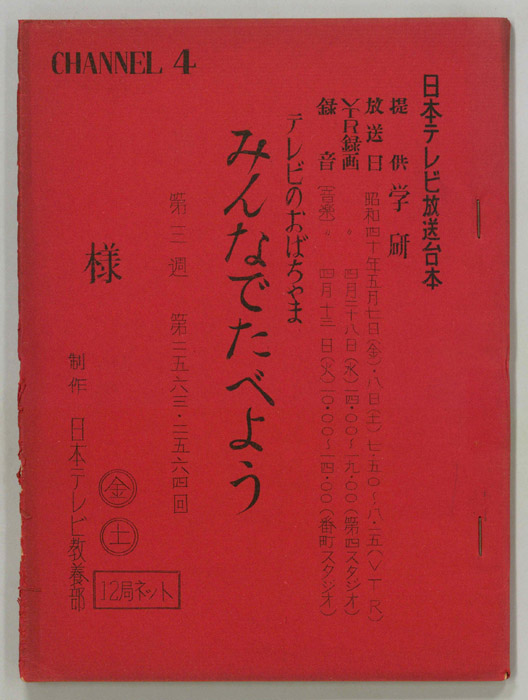 CHANNEL 4
日本テレビ放送台本
提供 学研
放送日 昭和四十年五月七日(金)・八日(土)七・五〇〜八・一五(VTR)
VTR録画 〃 四月二十八日(水)一四・〇〇〜一九・〇〇(第四スタジオ)
録音(音楽)〃 四月十三日(火)一〇・〇〇〜一四・〇〇(番町スタジオ)
テレビのおばちゃま
みんなでたべよう
第三週 第二五六三・二五六四回
様
金
土
12局ネット
制作 日本テレビ教養部